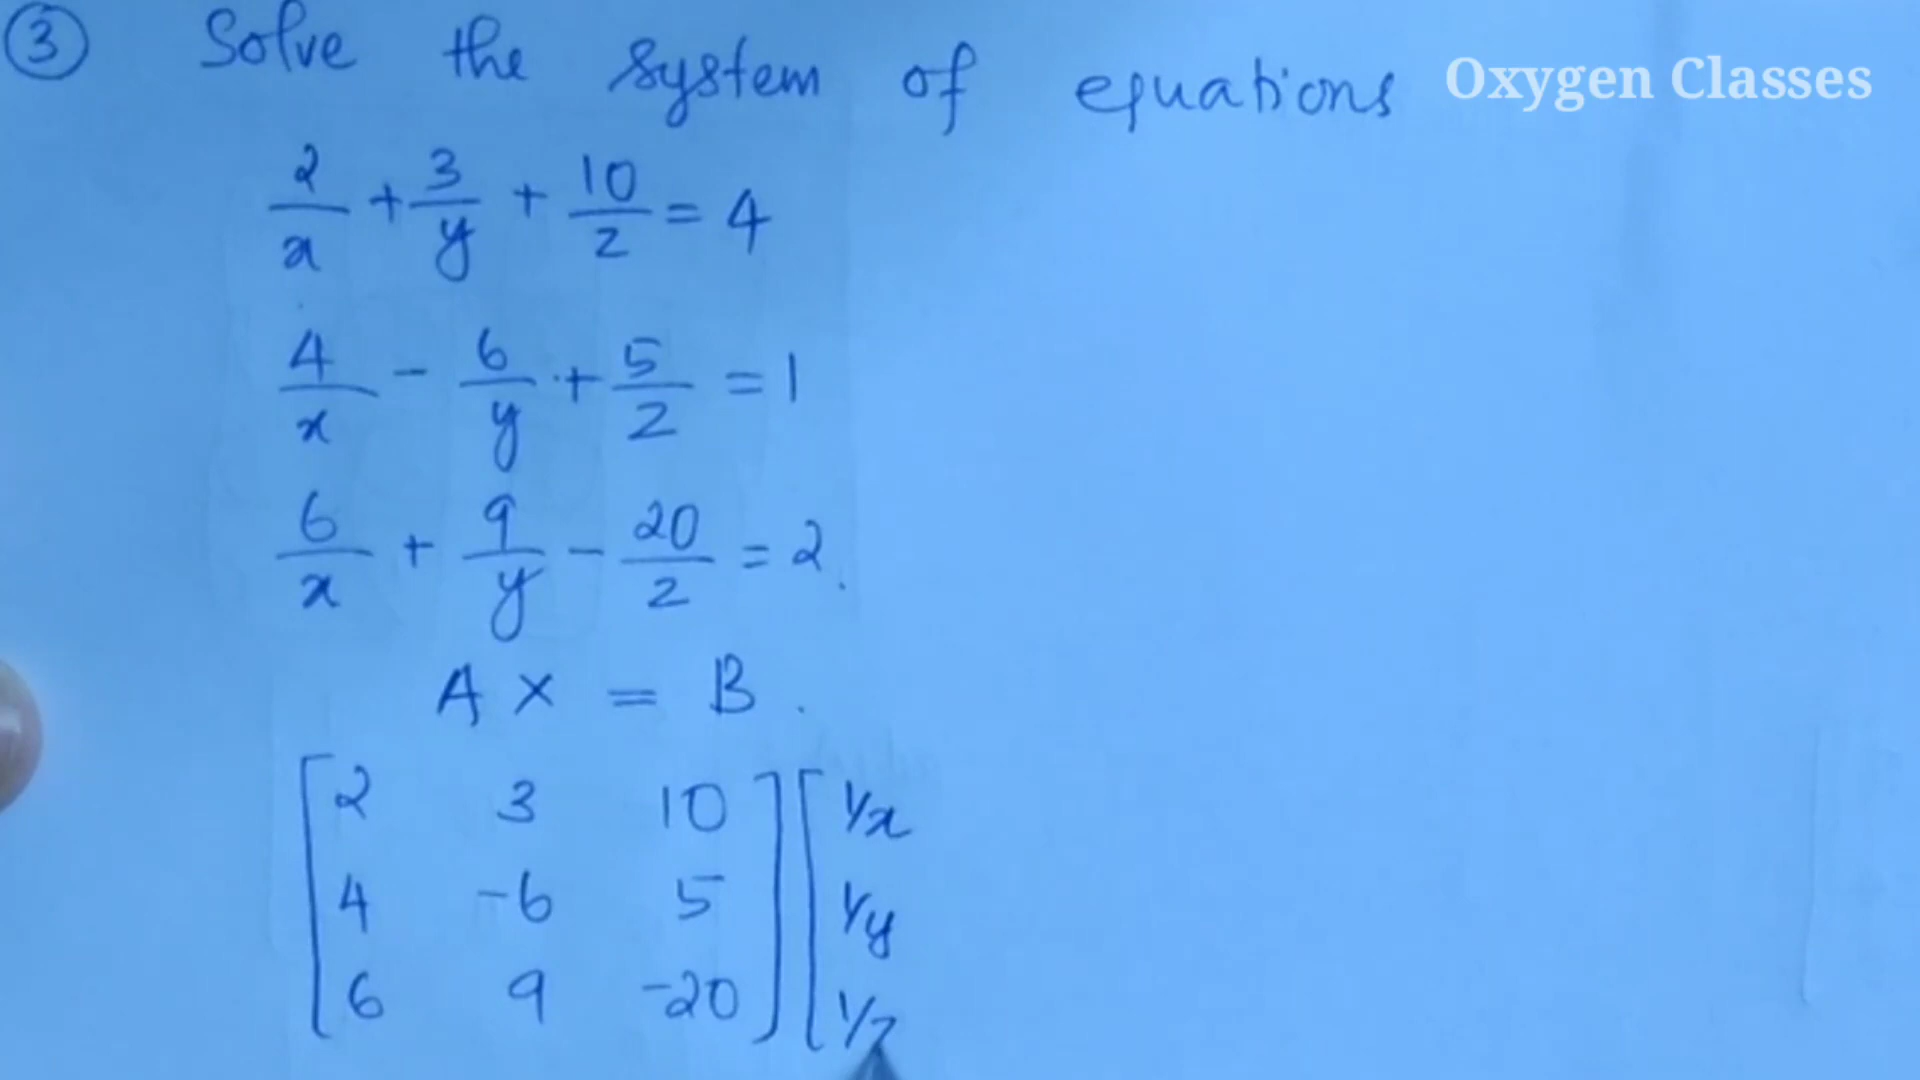 ③ Solve the system of equations Oxygen Classes
2/x + 3/y + 10/z = 4
4/x - 6/y + 5/z = 1
6/x + 9/y - 20/z = 2.
A X = B.
[2 3 10] [1/x
4 -6 5 1/y
6 9 -20 1/z